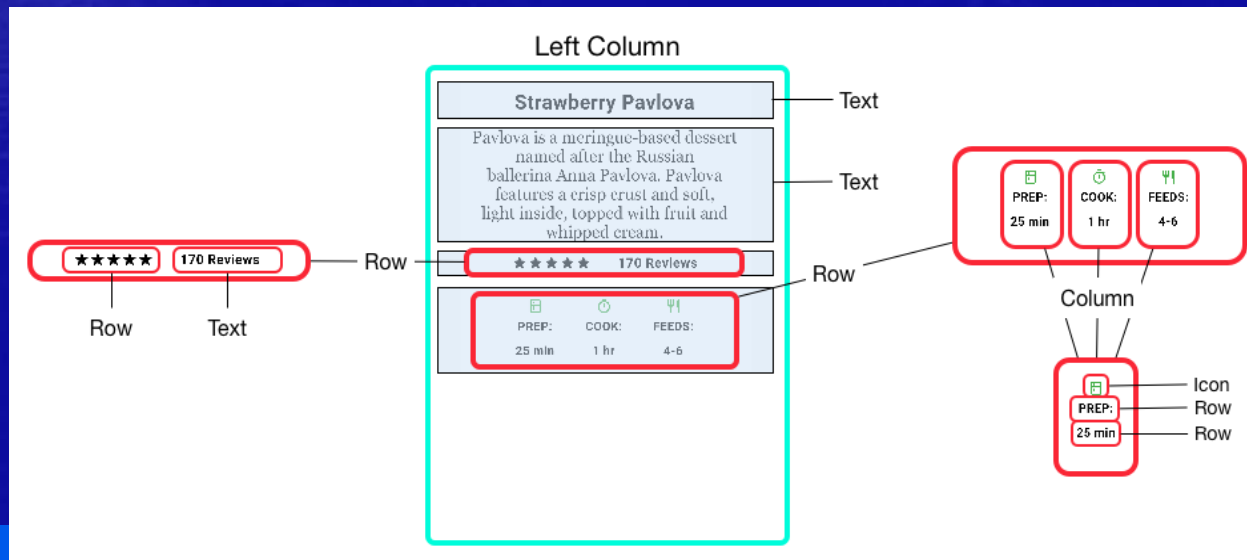 Left Column
Strawberry Pavlova
Text
Pavlova is a meringue-based dessert
named after the Russian
ballerina Anna Pavlova. Pavlova
features a crisp crust and soft,
light inside, topped with fruit and
whipped cream.
Text
★★★★★ 170 Reviews
Row
Text
Row
★★★★★ 170 Reviews
PREP: COOK: FEEDS:
25 min 1 hr 4-6
Row
PREP: COOK: FEEDS:
25 min 1 hr 4-6
Column
Icon
PREP:
Row
25 min
Row